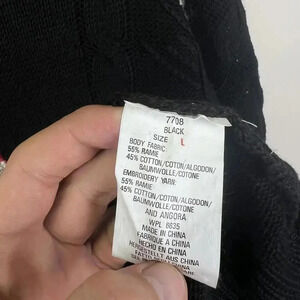 7708
BLACK
SIZE L
BODY FABRIC:
55% RAMIE
45% COTTON/COTON/ALGODON/
BAUMWOLLE/COTONE
EMBROIDERY YARN:
55% RAMIE
45% COTTON/COTON/ALGODON/
BAUMWOLLE/COTONE
AND ANGORA
WPL 8635
MADE IN CHINA
FABRIQUE A CHINA
HECHO EN CHINA
HERGESTELLT AUS CHINA